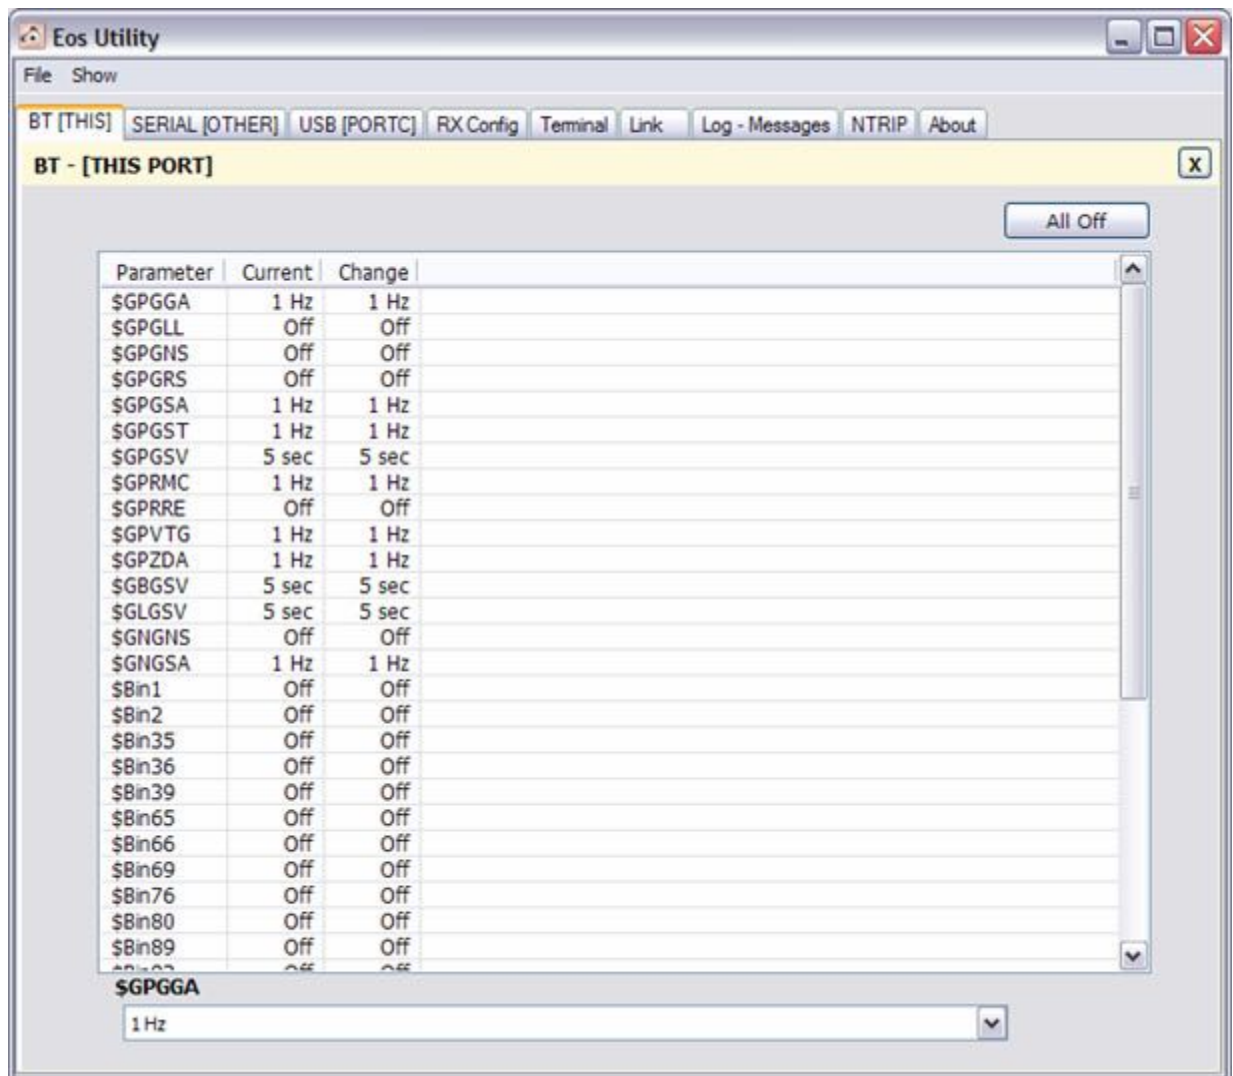 Eos Utility
File Show
BT [THIS] SERIAL [OTHER] USB [PORTC] RX Config Terminal Link Log - Messages NTRIP About
BT - [THIS PORT]
X
All Off
Parameter Current Change
$GPGGA 1 Hz 1 Hz
$GPGLL Off Off
$GPGNS Off Off
$GPGRS Off Off
$GPGSA 1 Hz 1 Hz
$GPGST 1 Hz 1 Hz
$GPGSV 5 sec 5 sec
$GPRMC 1 Hz 1 Hz
$GPRRE Off Off
$GPVTG 1 Hz 1 Hz
$GPZDA 1 Hz 1 Hz
$GBGSV 5 sec 5 sec
$GLGSV 5 sec 5 sec
$GNGNS Off Off
$GNGSA 1 Hz 1 Hz
$Bin1 Off Off
$Bin2 Off Off
$Bin35 Off Off
$Bin36 Off Off
$Bin39 Off Off
$Bin65 Off Off
$Bin66 Off Off
$Bin69 Off Off
$Bin76 Off Off
$Bin80 Off Off
$Bin89 Off Off
$GPGGA
1 Hz